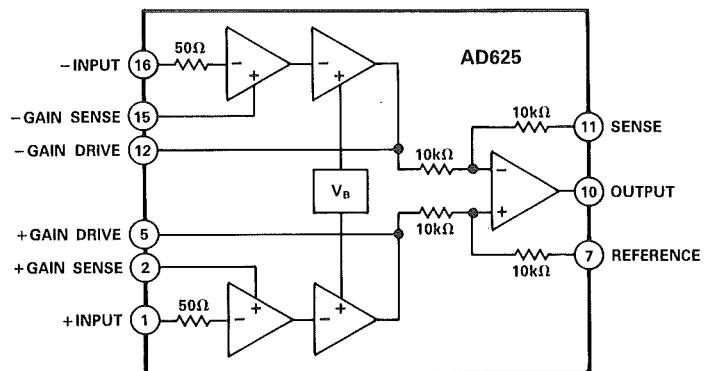 AD625
50Ω
−INPUT 16
−GAIN SENSE 15
−GAIN DRIVE 12
− + − +
10kΩ
11 SENSE
10kΩ
VB
− +
10 OUTPUT
+GAIN DRIVE 5
10kΩ
+GAIN SENSE 2
10kΩ
7 REFERENCE
50Ω
+INPUT 1
− + − +